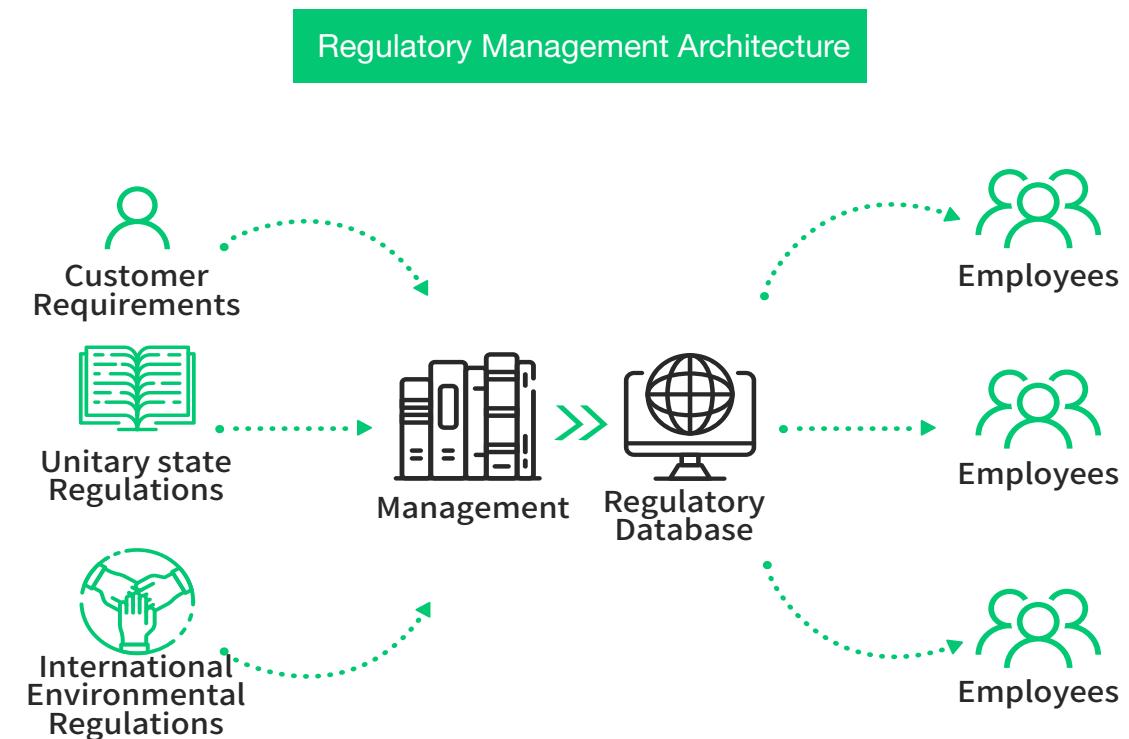 Regulatory Management Architecture
Customer
Requirements
Unitary state
Regulations
International
Environmental
Regulations
Management
Regulatory
Database
Employees
Employees
Employees